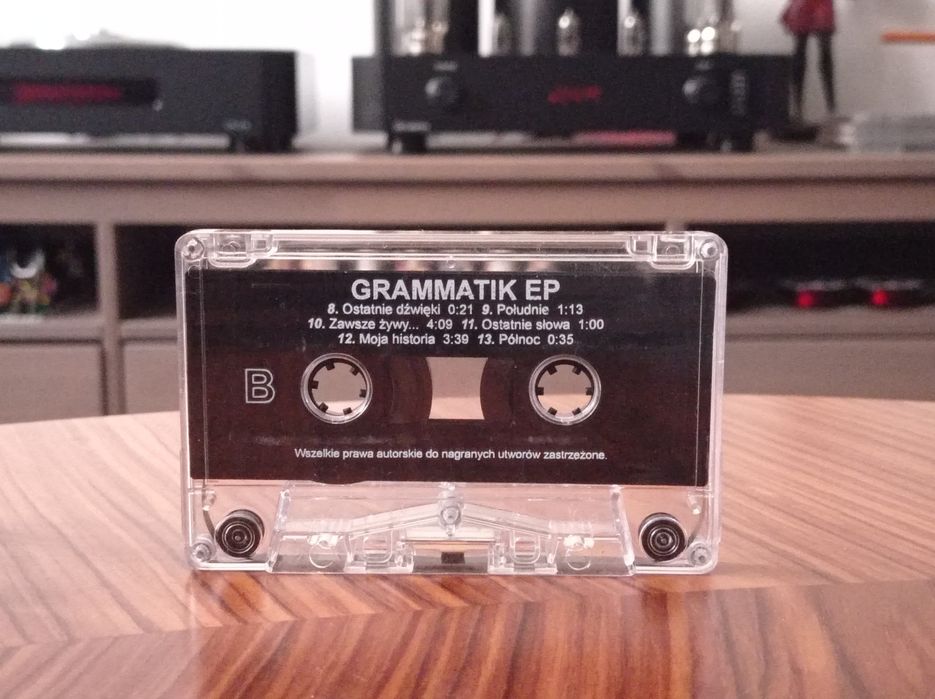 GRAMMATIK EP
8. Ostatnie dźwięki 0:21 9. Południe 1:13
10. Zawsze żywy... 4:09 11. Ostatnie słowa 1:00
12. Moja historia 3:39 13. Północ 0:35
B
Wszelkie prawa autorskie do nagranych utworów zastrzeżone.